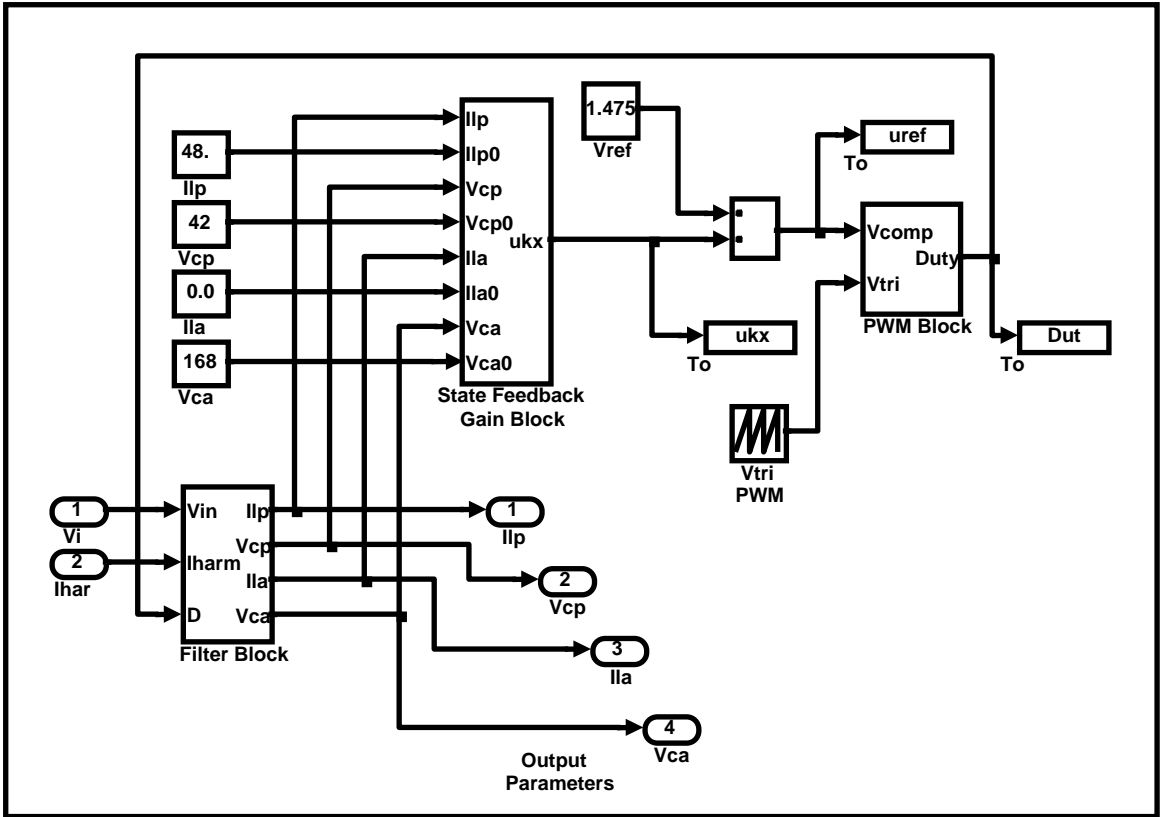 1.475
Vref
uref
To
48.
Ilp
42
Vcp
0.0
Ila
168
Vca
Ilp
Ilp0
Vcp
Vcp0
Ila
Ila0
Vca
Vca0
ukx
State Feedback
Gain Block
Vcomp
Duty
Vtri
PWM Block
ukx
To
Dut
To
Vtri
PWM
1
Vi
2
Ihar
Vin
Iharm
D
Ilp
Vcp
Ila
Vca
Filter Block
1
Ilp
2
Vcp
3
Ila
4
Vca
Output
Parameters